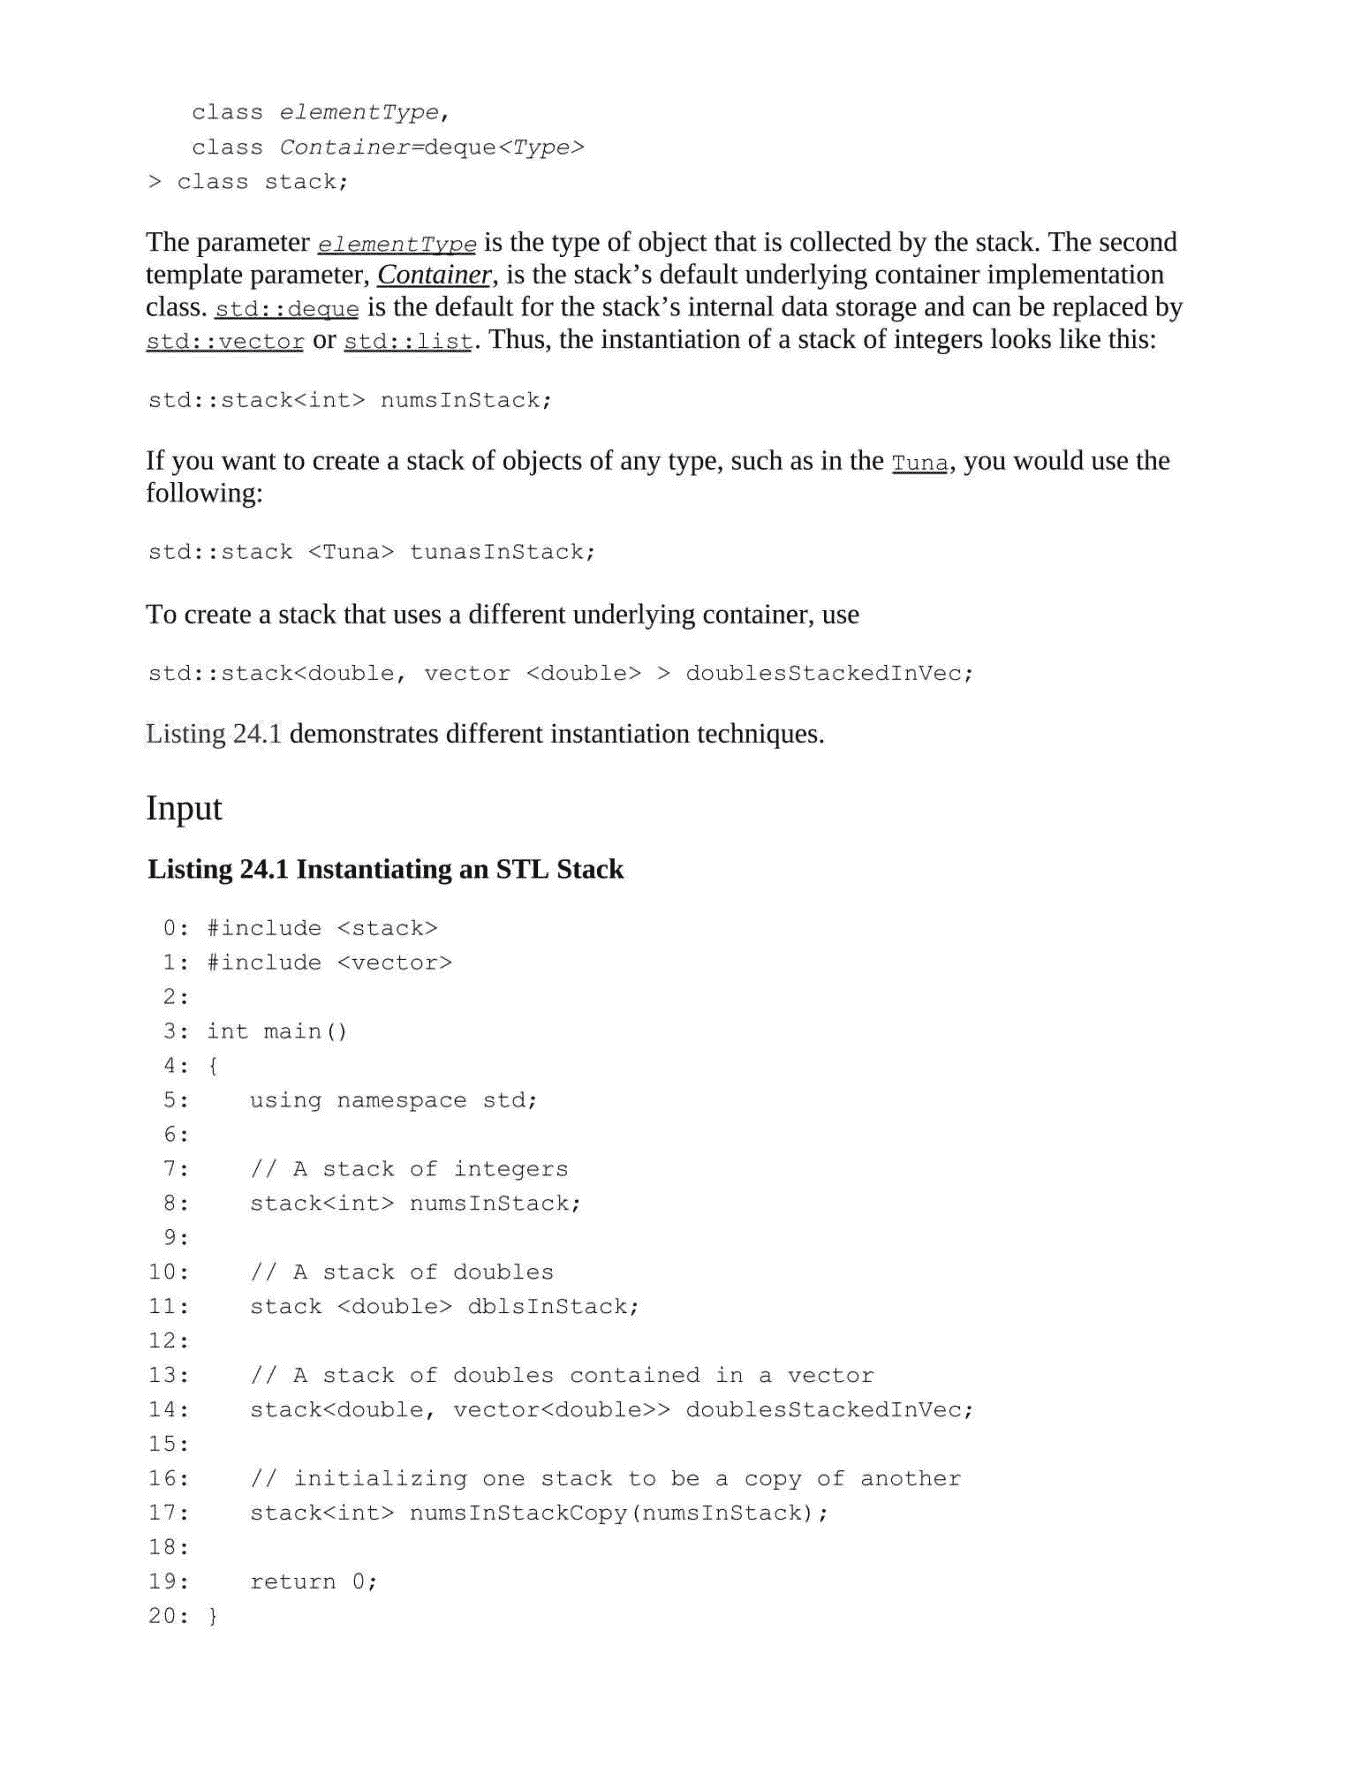 class elementType,
class Container=deque<Type>
> class stack;
The parameter elementType is the type of object that is collected by the stack. The second
template parameter, Container, is the stack’s default underlying container implementation
class. std::deque is the default for the stack’s internal data storage and can be replaced by
std::vector or std::list. Thus, the instantiation of a stack of integers looks like this:
std::stack<int> numsInStack;
If you want to create a stack of objects of any type, such as in the Tuna, you would use the
following:
std::stack <Tuna> tunasInStack;
To create a stack that uses a different underlying container, use
std::stack<double, vector <double> > doublesStackedInVec;
Listing 24.1 demonstrates different instantiation techniques.
Input
Listing 24.1 Instantiating an STL Stack
0: #include <stack>
1: #include <vector>
2:
3: int main()
4: {
5:    using namespace std;
6:
7:    // A stack of integers
8:    stack<int> numsInStack;
9:
10:    // A stack of doubles
11:    stack <double> dblsInStack;
12:
13:    // A stack of doubles contained in a vector
14:    stack<double, vector<double>> doublesStackedInVec;
15:
16:    // initializing one stack to be a copy of another
17:    stack<int> numsInStackCopy(numsInStack);
18:
19:    return 0;
20: }